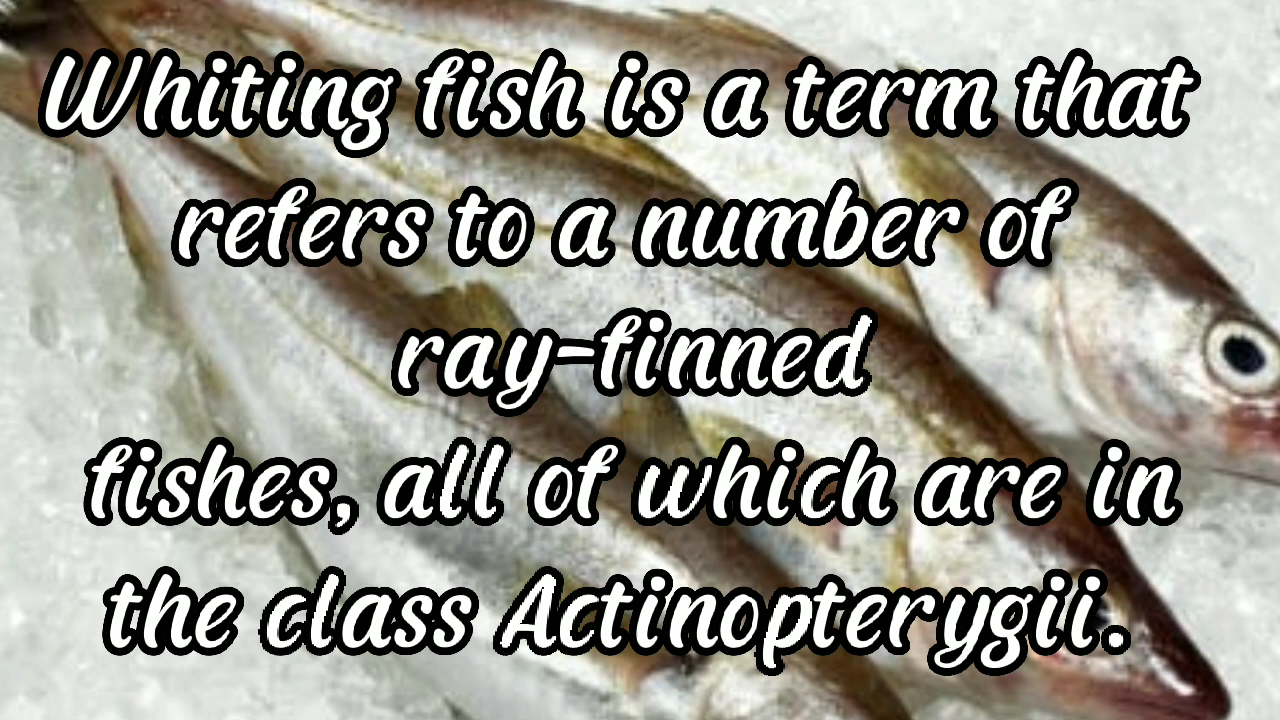 Whiting fish is a term that
refers to a number of
ray-finned
fishes, all of which are in
the class Actinopterygii.